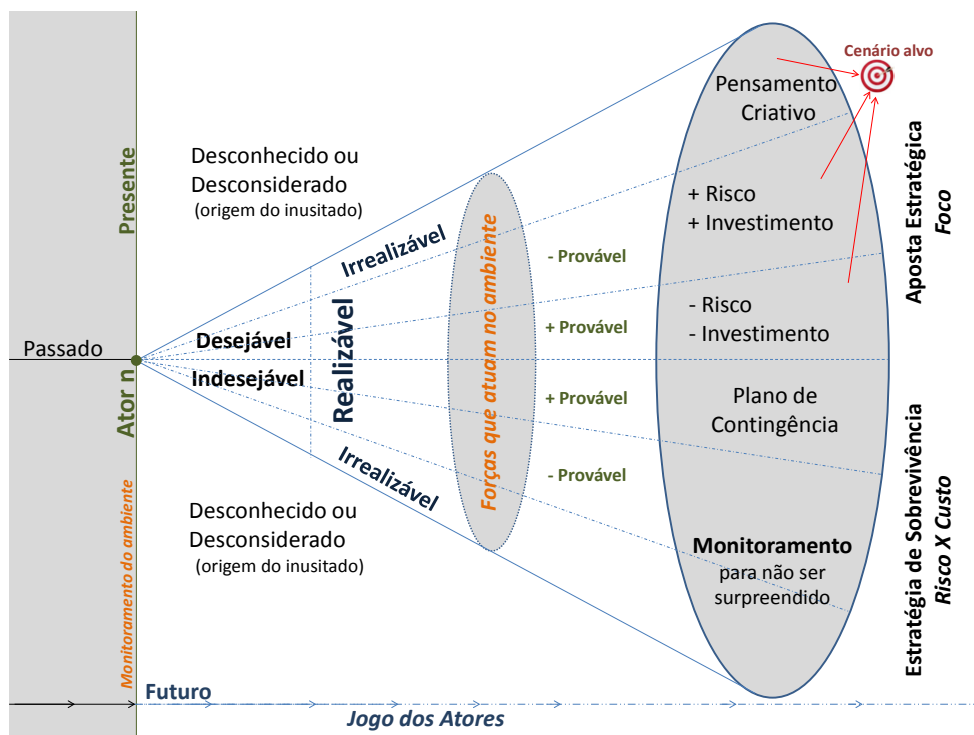 Cenário alvo
Pensamento
Criativo
Desconhecido ou
Desconsiderado
(origem do inusitado)
Presente
+ Risco
+ Investimento
Aposta Estratégica
Foco
Irrealizável
- Provável
Forças que atuam no ambiente
Realizável
+ Provável
- Risco
- Investimento
Desejável
Passado
Indesejável
Ator n
+ Provável
Plano de
Contingência
Irrealizável
- Provável
Desconhecido ou
Desconsiderado
(origem do inusitado)
Monitoramento
para não ser
surpreendido
Estratégia de Sobrevivência
Risco X Custo
Monitoramento do ambiente
Futuro
Jogo dos Atores